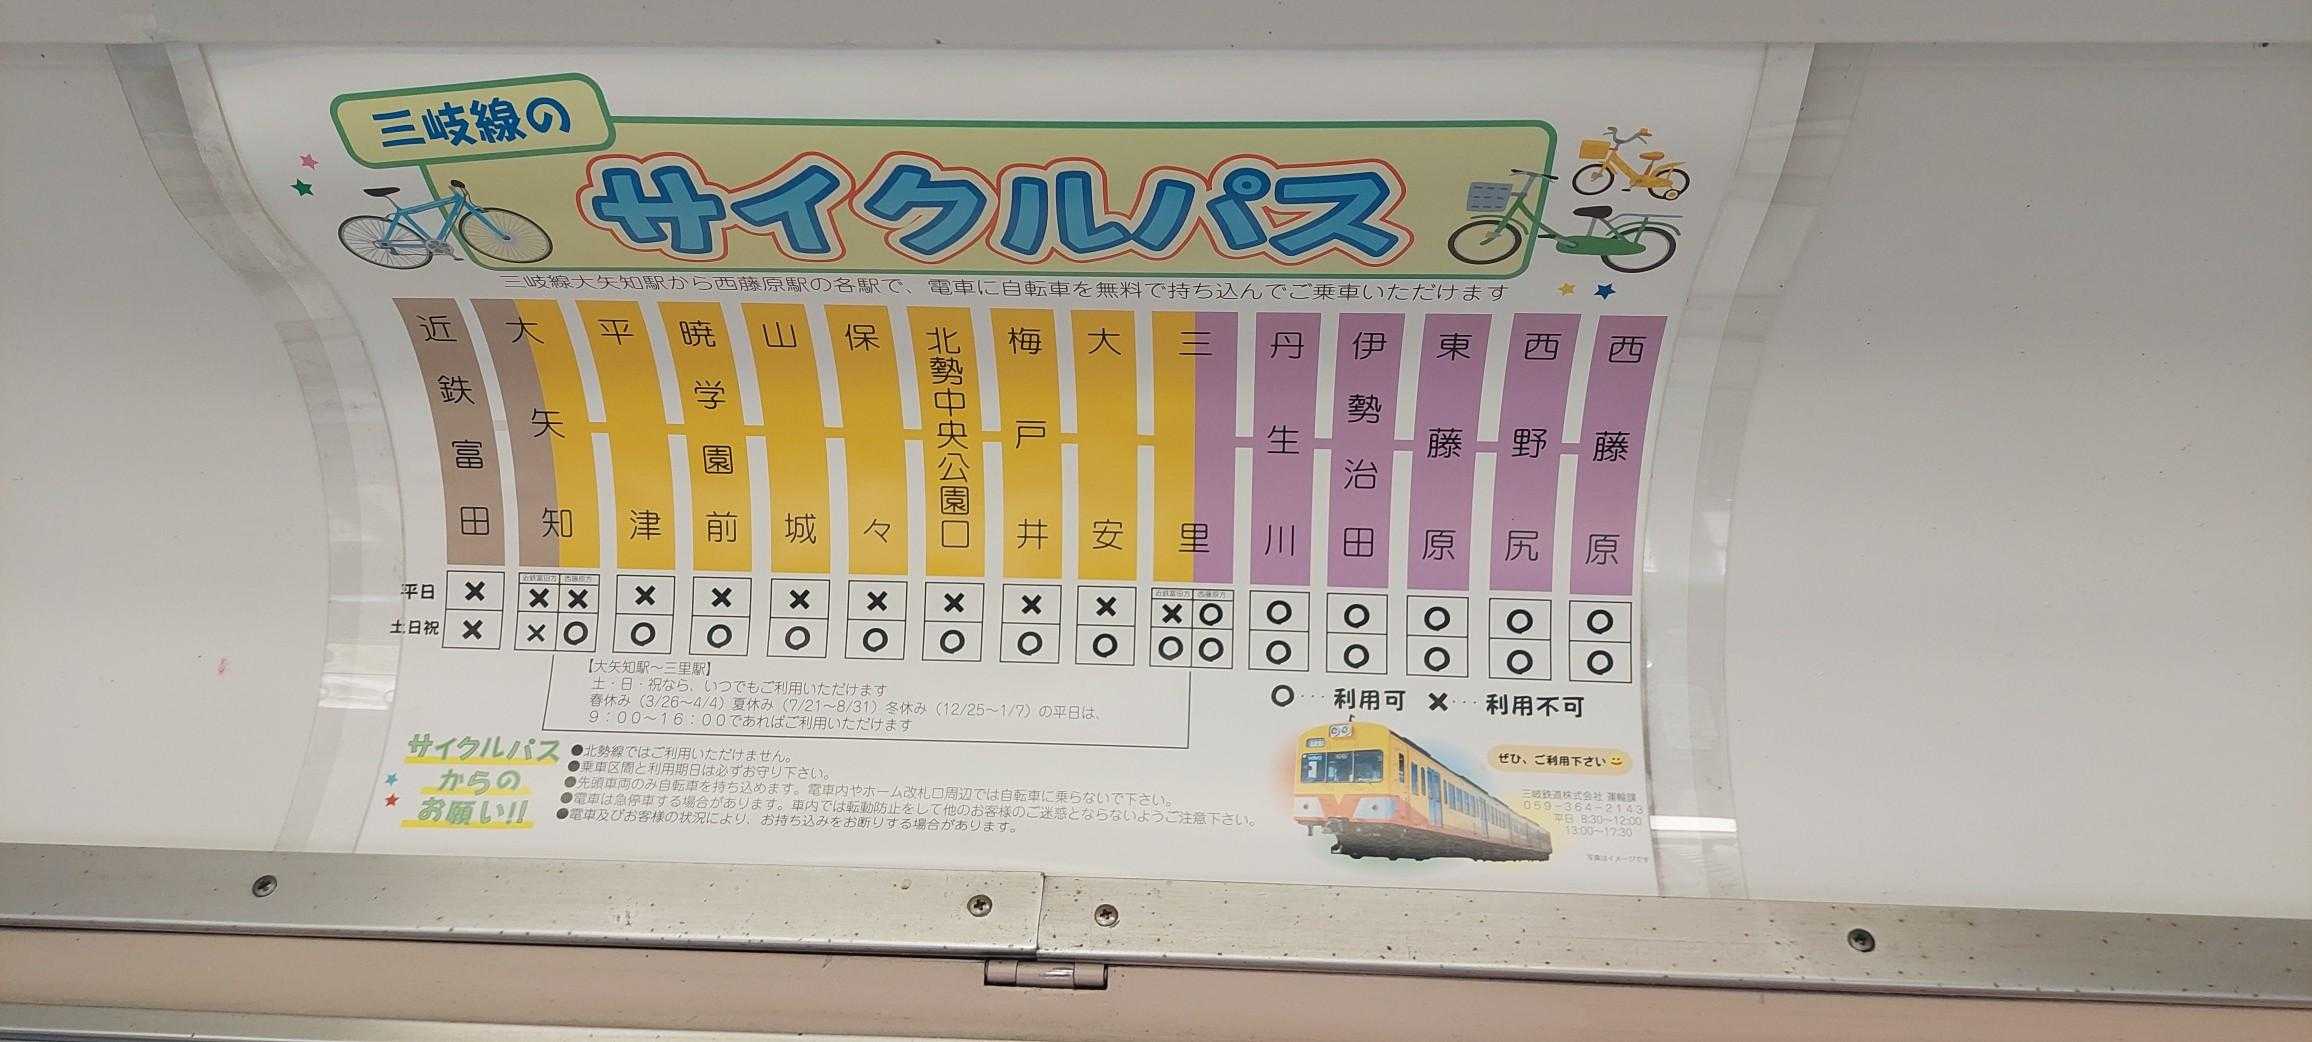 三岐線の
サイクルパス
三岐線大矢知駅から西藤原駅の各駅で、電車に自転車を無料で持ち込んでご乗車いただけます
近鉄富田
大矢知
平津
暁学園前
山城
保々
北勢中央公園口
梅戸井
大安
三里
丹生川
伊勢治田
東藤原
西野尻
西藤原
近鉄富田方 西藤原方
近鉄富田方 西藤原方
平日 × × × × × × × × × × × × ○ ○ ○ ○ ○ ○
土日祝 × × ○ ○ ○ ○ ○ ○ ○ ○ ○ ○ ○ ○ ○ ○ ○
【大矢知駅～三里駅】
土・日・祝なら、いつでもご利用いただけます
春休み（3/26～4/4）夏休み（7/21～8/31）冬休み（12/25～1/7）の平日は、
9：00～16：00であればご利用いただけます
○･･･利用可 ×･･･利用不可
サイクルパス
からの
お願い!!
●北勢線ではご利用いただけません。
●乗車区間と利用期日は必ずお守り下さい。
●先頭車両のみ自転車を持ち込めます。電車内やホーム改札口周辺では自転車に乗らないで下さい。
●電車は急停車する場合があります。車内では転動防止をして他のお客様のご迷惑とならないようご注意下さい。
●電車及びお客様の状況により、お持ち込みをお断りする場合があります。
ぜひ、ご利用下さい
三岐鉄道株式会社 運輸課
059-364-2143
平日 8:30～12:00
13:00～17:30
写真はイメージです